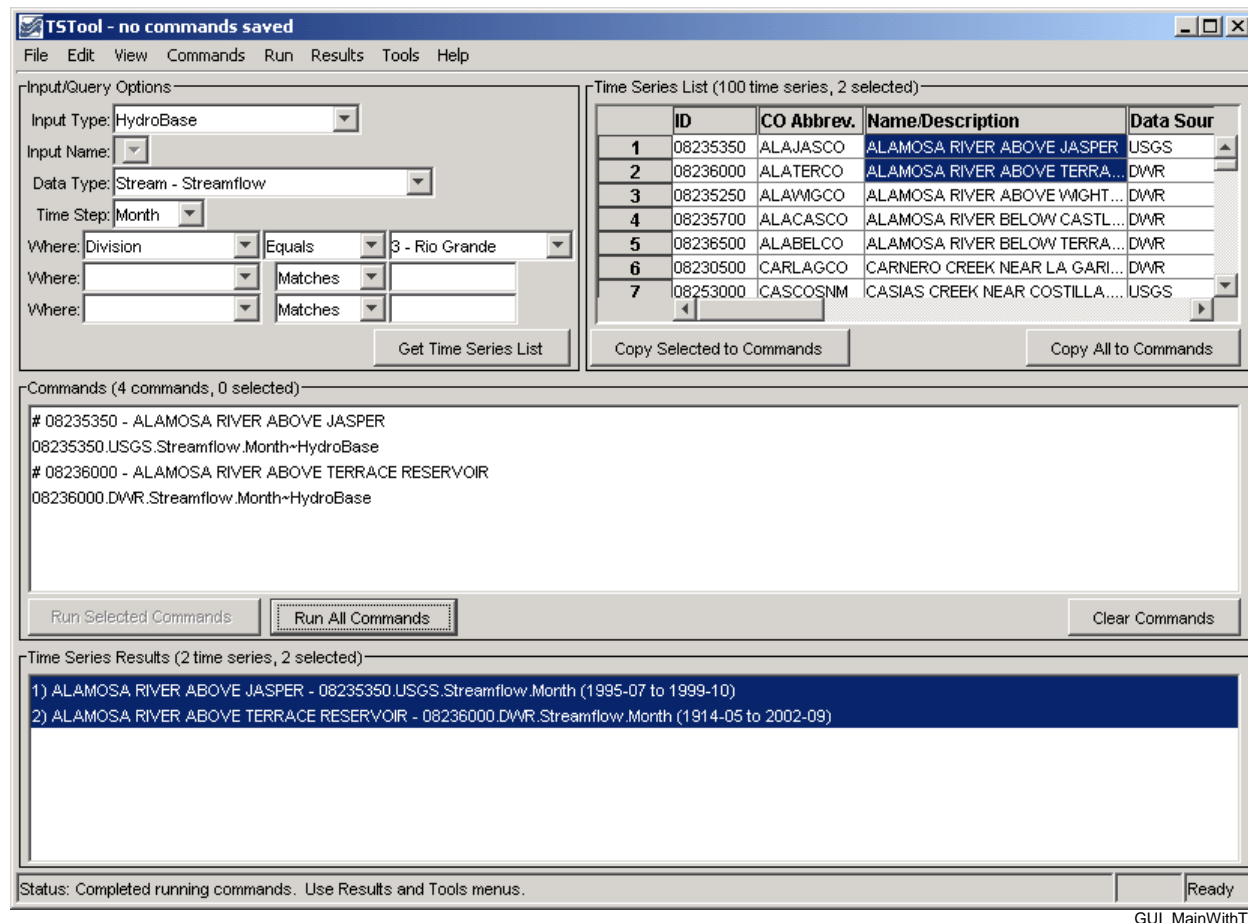 TSTool - no commands saved
File Edit View Commands Run Results Tools Help
Input/Query Options
Input Type: HydroBase
Input Name:
Data Type: Stream - Streamflow
Time Step: Month
Where: Division Equals 3 - Rio Grande
Where: Matches
Where: Matches
Get Time Series List
Time Series List (100 time series, 2 selected)
ID CO Abbrev. Name/Description Data Sour
1 08235350 ALAJASCO ALAMOSA RIVER ABOVE JASPER USGS
2 08236000 ALATERCO ALAMOSA RIVER ABOVE TERRA... DWR
3 08235250 ALAWIGCO ALAMOSA RIVER ABOVE WIGHT... DWR
4 08235700 ALACASCO ALAMOSA RIVER BELOW CASTL... DWR
5 08236500 ALABELCO ALAMOSA RIVER BELOW TERRA... DWR
6 08230500 CARLAGCO CARNERO CREEK NEAR LA GARI... DWR
7 08253000 CASCOSNM CASIAS CREEK NEAR COSTILLA.... USGS
Copy Selected to Commands Copy All to Commands
Commands (4 commands, 0 selected)
# 08235350 - ALAMOSA RIVER ABOVE JASPER
08235350.USGS.Streamflow.Month~HydroBase
# 08236000 - ALAMOSA RIVER ABOVE TERRACE RESERVOIR
08236000.DWR.Streamflow.Month~HydroBase
Run Selected Commands Run All Commands Clear Commands
Time Series Results (2 time series, 2 selected)
1) ALAMOSA RIVER ABOVE JASPER - 08235350.USGS.Streamflow.Month (1995-07 to 1999-10)
2) ALAMOSA RIVER ABOVE TERRACE RESERVOIR - 08236000.DWR.Streamflow.Month (1914-05 to 2002-09)
Status: Completed running commands. Use Results and Tools menus. Ready
GUI_MainWithT